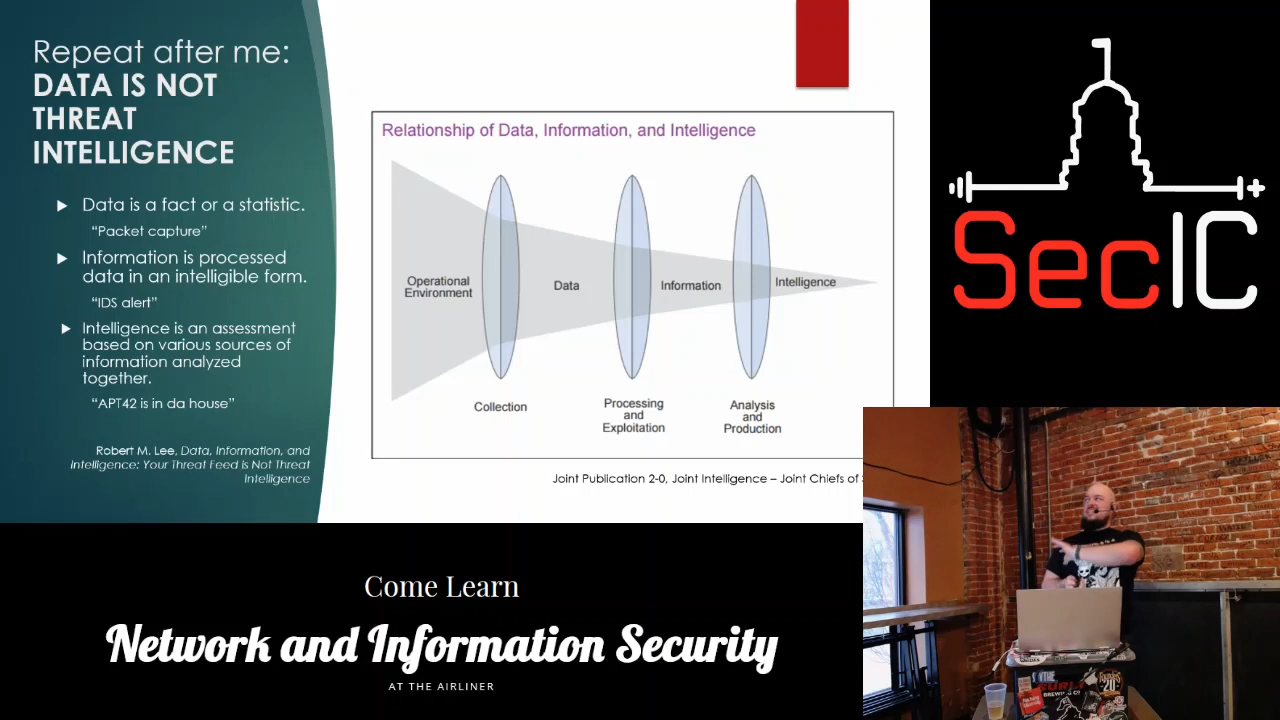 Repeat after me:
DATA IS NOT
THREAT
INTELLIGENCE
Data is a fact or a statistic.
“Packet capture”
Information is processed
data in an intelligible form.
“IDS alert”
Intelligence is an assessment
based on various sources of
information analyzed
together.
“APT42 is in da house”
Robert M. Lee, Data, Information, and
Intelligence: Your Threat Feed is Not Threat
Intelligence
Relationship of Data, Information, and Intelligence
Operational
Environment
Data
Information
Intelligence
Collection
Processing
and
Exploitation
Analysis
and
Production
Joint Publication 2-0, Joint Intelligence – Joint Chiefs of
SecIC
Come Learn
Network and Information Security
AT THE AIRLINER
BREWING CO